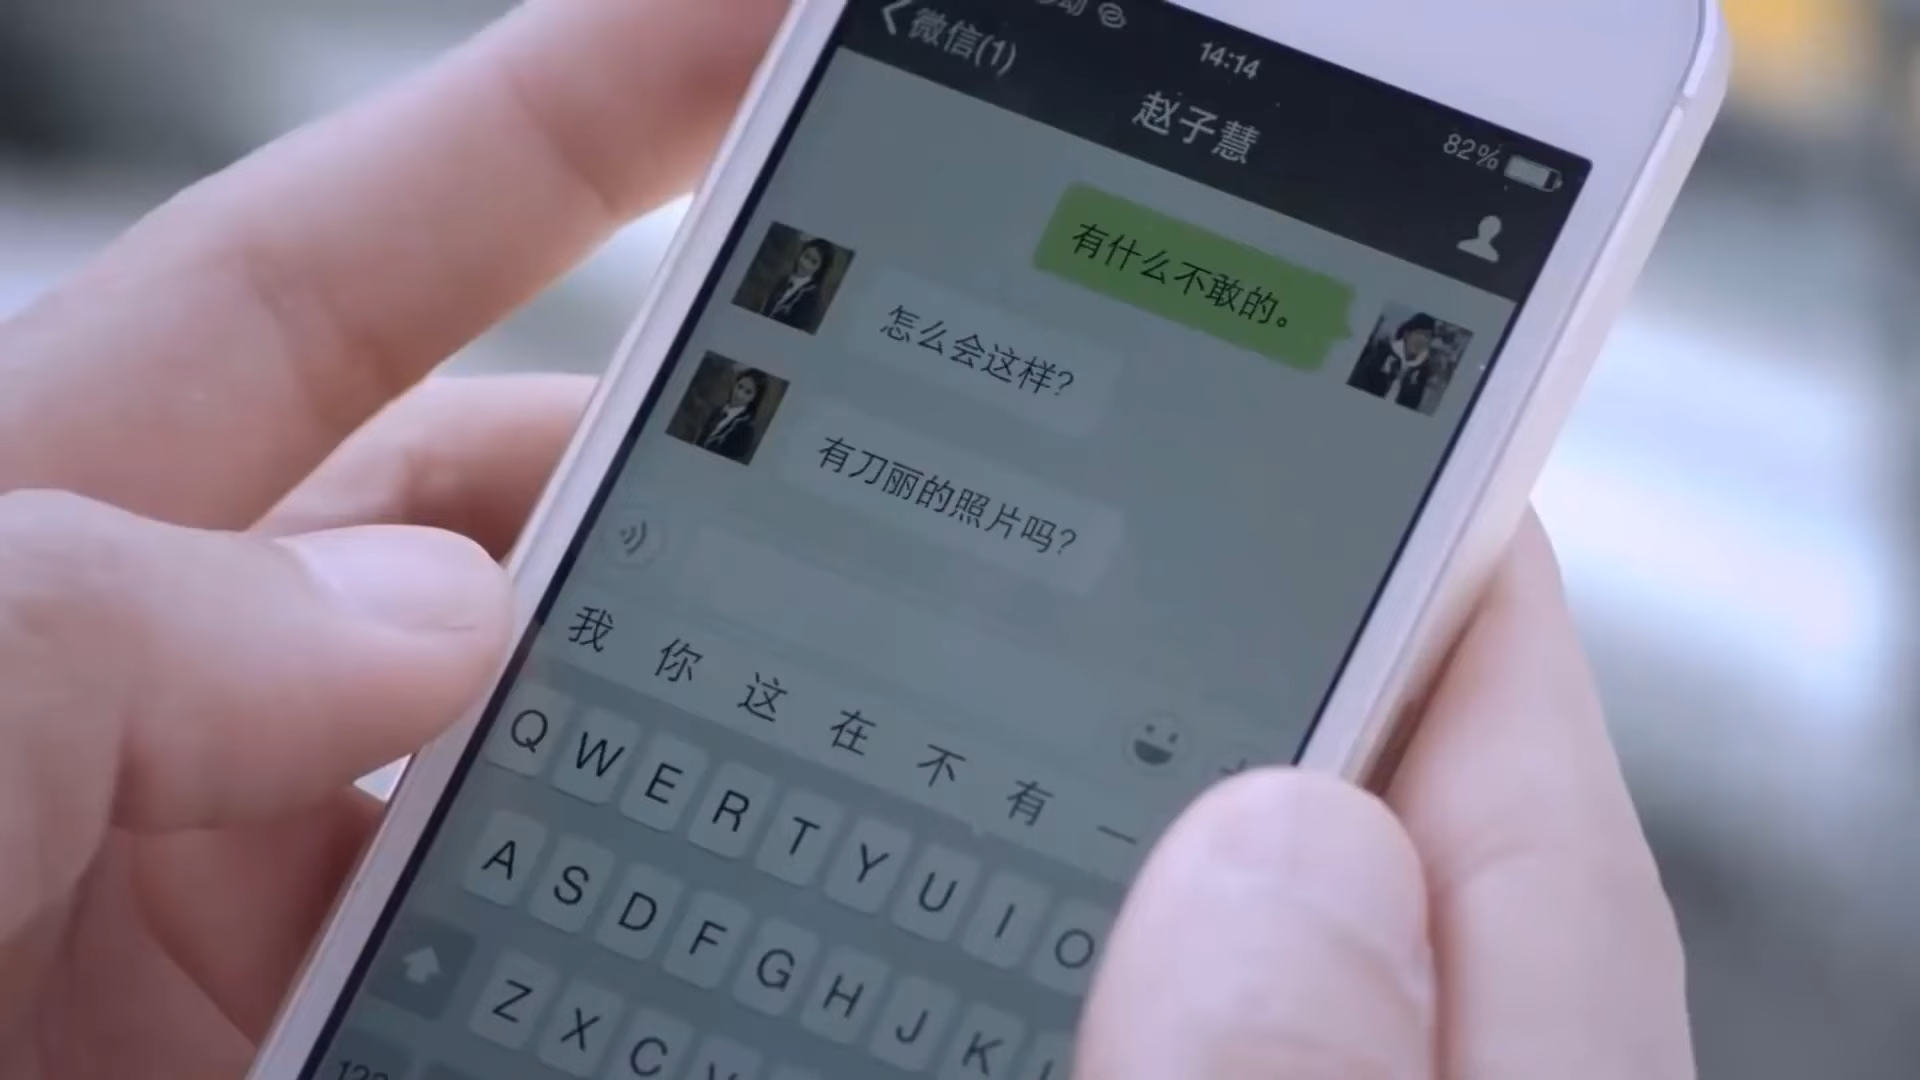 微信(1)
14:14
82%
赵子慧
有什么不敢的。
怎么会这样?
有刀丽的照片吗?
我 你 这 在 不 有 一
Q W E R T Y U I O
A S D F G H J K
Z X C